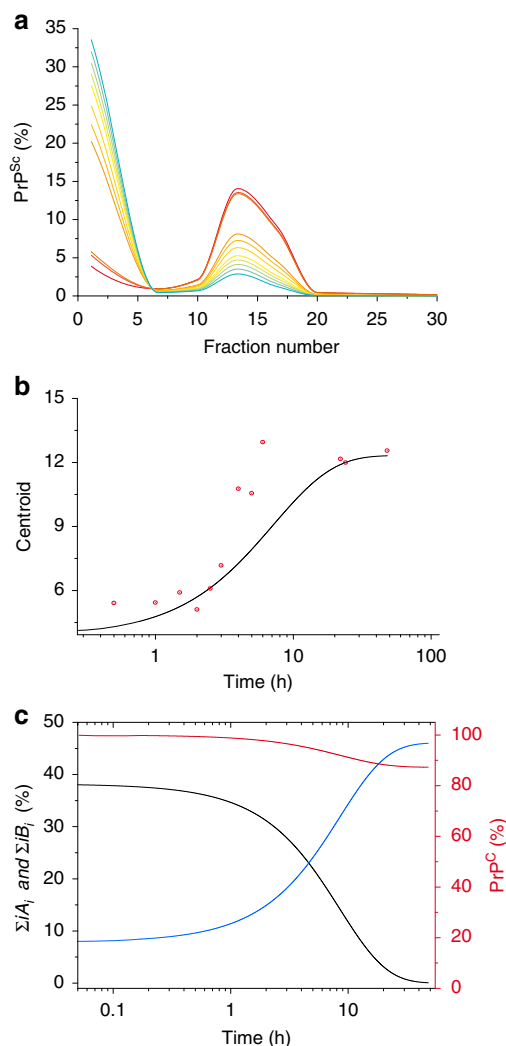 a
35
30
25
20
15
10
5
0
PrP^Sc (%)
0 5 10 15 20 25 30
Fraction number
b
15
12
9
6
Centroid
1 10 100
Time (h)
c
50
40
30
20
10
0
ΣiA_i and ΣiB_i (%)
100
80
60
40
20
0
PrP^C (%)
0.1 1 10
Time (h)